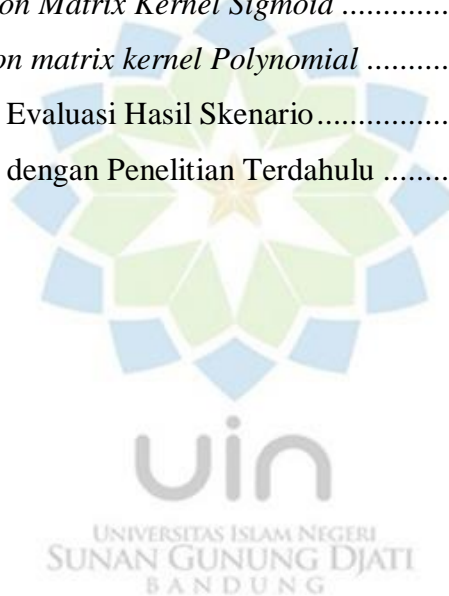 on Matrix Kernel Sigmoid .............
on matrix kernel Polynomial ..........
Evaluasi Hasil Skenario................
dengan Penelitian Terdahulu ........
uin
UNIVERSITAS ISLAM NEGERI
SUNAN GUNUNG DJATI
BANDUNG